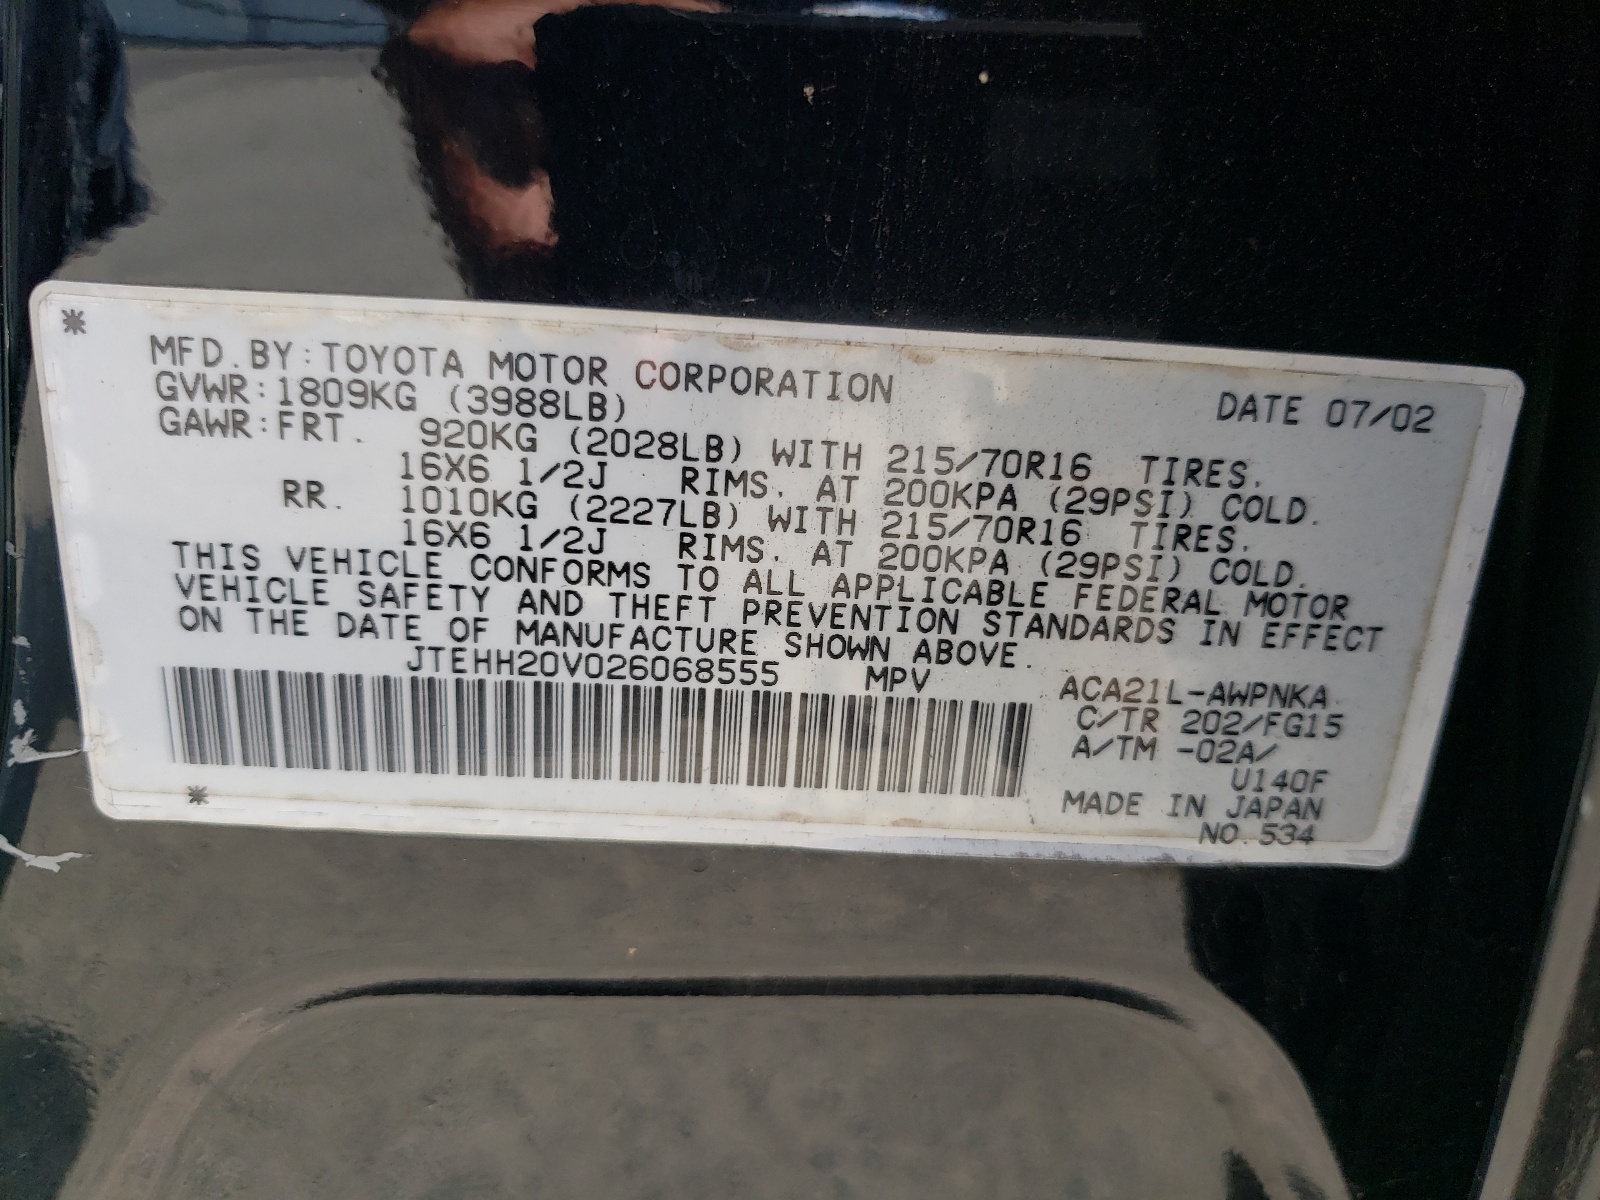 MFD. BY: TOYOTA MOTOR CORPORATION DATE 07/02
GVWR: 1809KG (3988LB)
GAWR: FRT. 920KG (2028LB) WITH 215/70R16 TIRES.
16X6 1/2J RIMS. AT 200KPA (29PSI) COLD.
RR. 1010KG (2227LB) WITH 215/70R16 TIRES.
16X6 1/2J RIMS. AT 200KPA (29PSI) COLD.
THIS VEHICLE CONFORMS TO ALL APPLICABLE FEDERAL MOTOR
VEHICLE SAFETY AND THEFT PREVENTION STANDARDS IN EFFECT
ON THE DATE OF MANUFACTURE SHOWN ABOVE.
JTEHH20V026068555 MPV
ACA21L-AWPNKA
C/TR 202/FG15
A/TM -02A/
U140F
MADE IN JAPAN
NO. 534